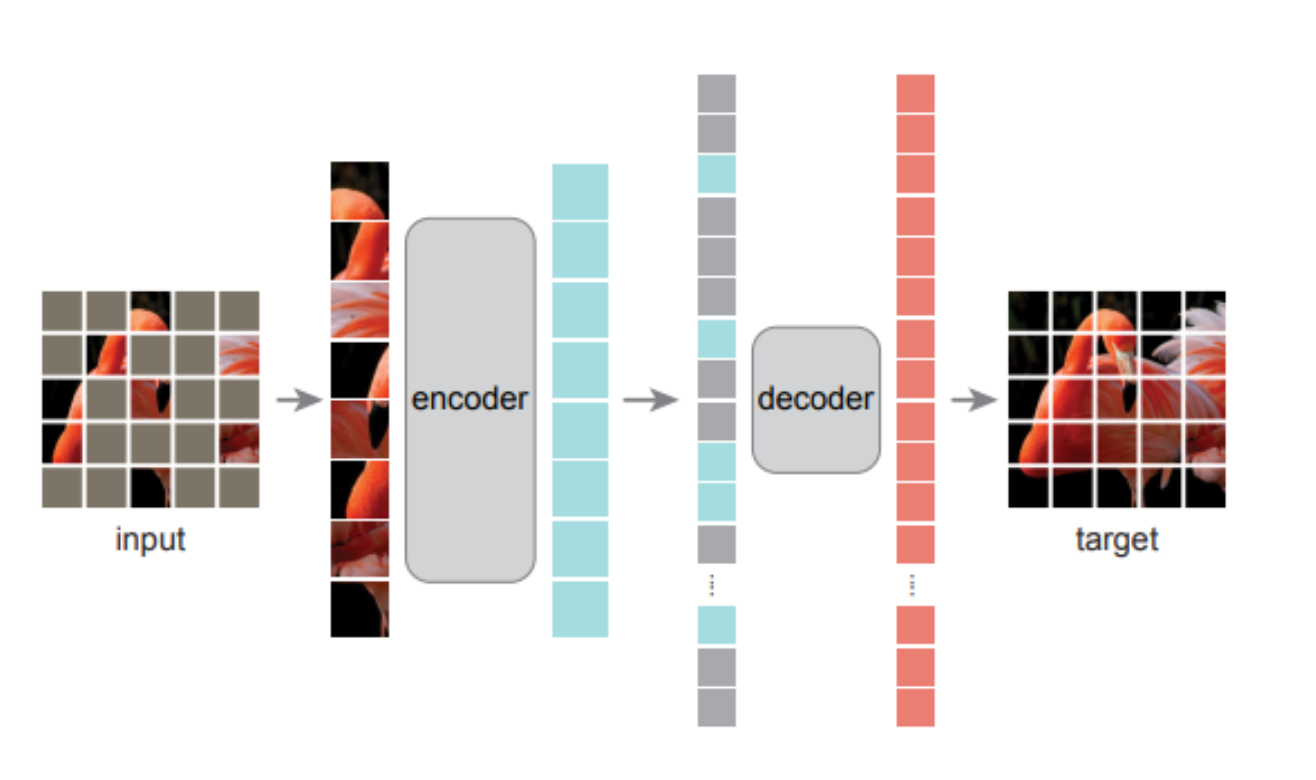 input
encoder
decoder
target